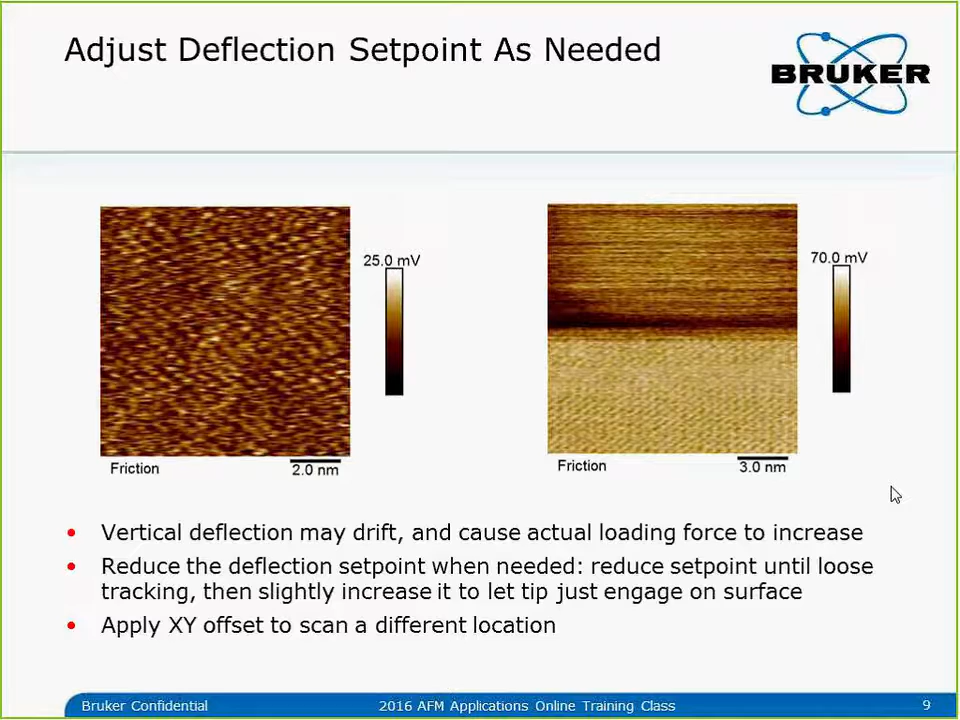 Adjust Deflection Setpoint As Needed
BRUKER
25.0 mV
70.0 mV
Friction
2.0 nm
Friction
3.0 nm
• Vertical deflection may drift, and cause actual loading force to increase
• Reduce the deflection setpoint when needed: reduce setpoint until loose
tracking, then slightly increase it to let tip just engage on surface
• Apply XY offset to scan a different location
Bruker Confidential
2016 AFM Applications Online Training Class
9